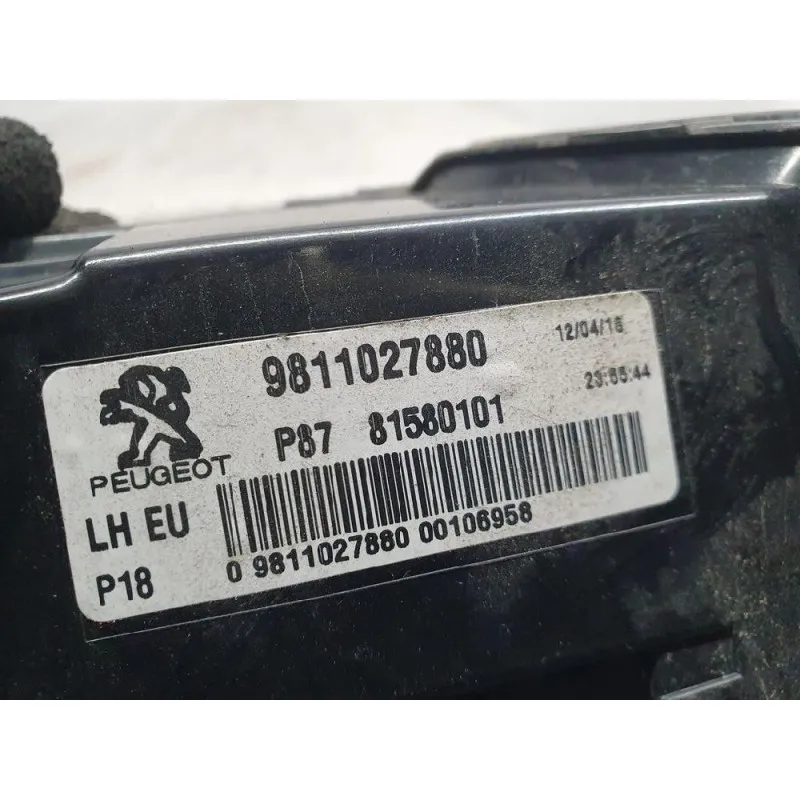 9811027880
12/04/16
P87 81580101
23:55:44
PEUGEOT
LH EU
P18
0 9811027880 00106958